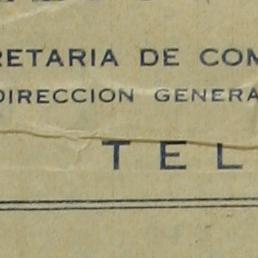 RETARIA DE COM
DIRECCION GENERA
TEL